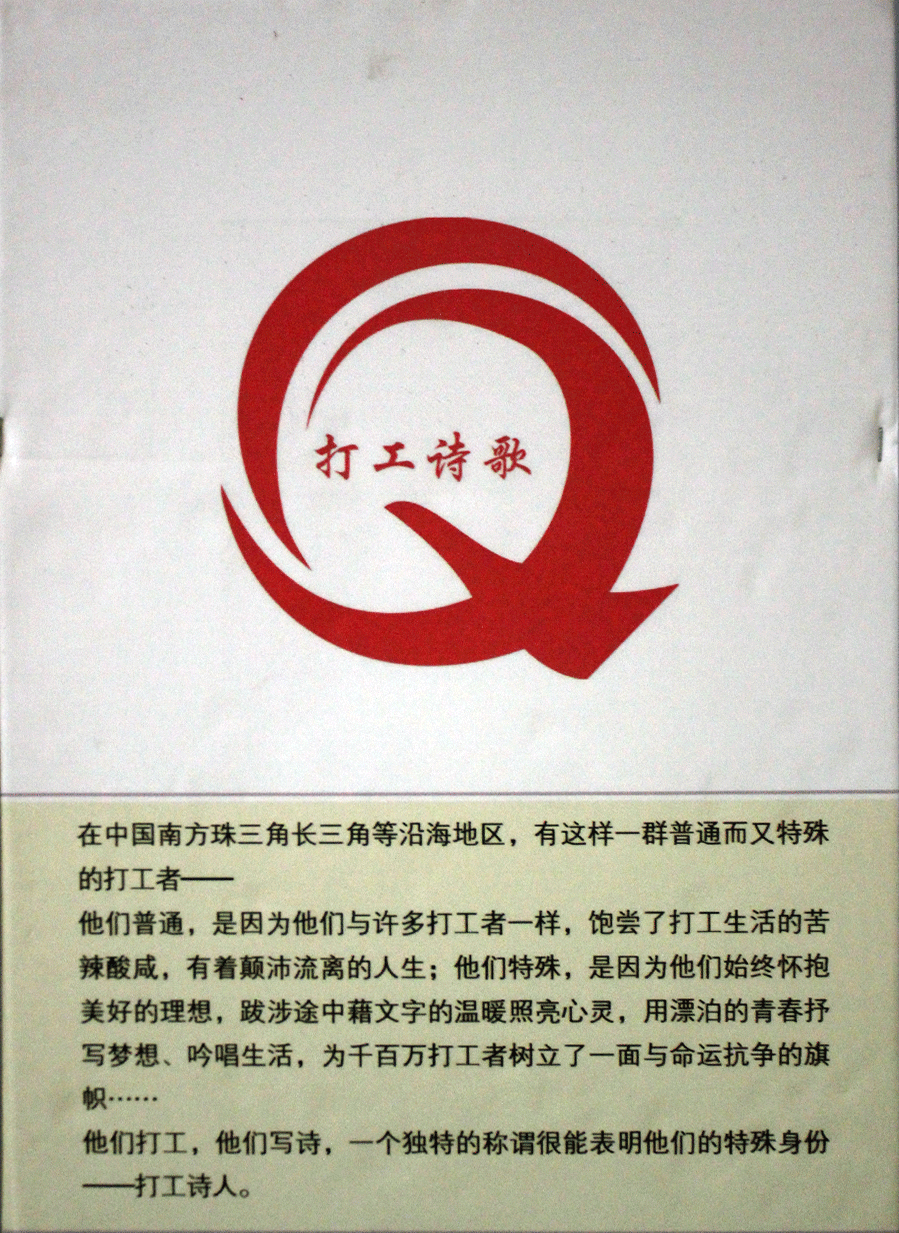 打工诗歌
在中国南方珠三角长三角等沿海地区，有这样一群普通而又特殊
的打工者——
他们普通，是因为他们与许多打工者一样，饱尝了打工生活的苦
辣酸咸，有着颠沛流离的人生；他们特殊，是因为他们始终怀抱
美好的理想，跋涉途中藉文字的温暖照亮心灵，用漂泊的青春抒
写梦想、吟唱生活，为千百万打工者树立了一面与命运抗争的旗
帜……
他们打工，他们写诗，一个独特的称谓很能表明他们的特殊身份
——打工诗人。